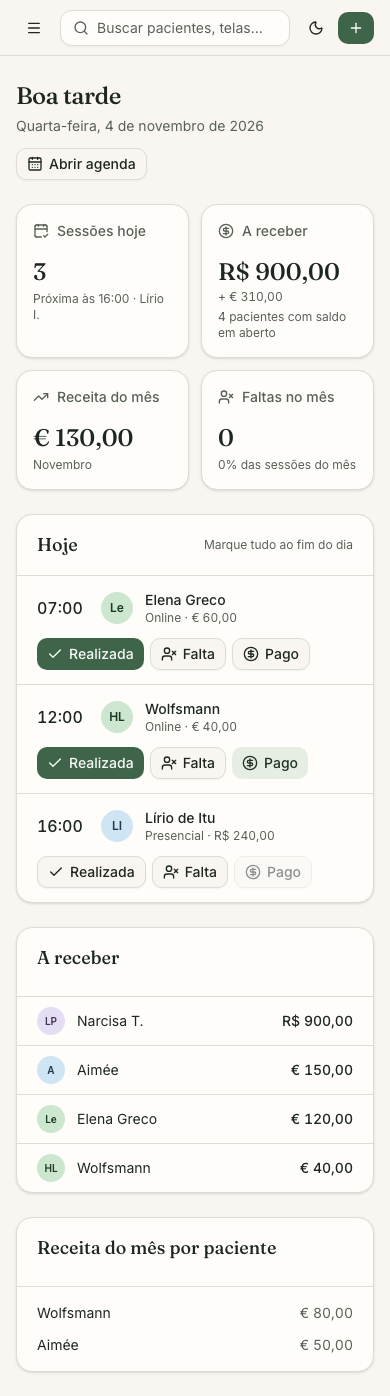 Buscar pacientes, telas...
Boa tarde
Quarta-feira, 4 de novembro de 2026
Abrir agenda
Sessões hoje
3
Próxima às 16:00 · Lírio
I.
A receber
R$ 900,00
+ € 310,00
4 pacientes com saldo
em aberto
Receita do mês
€ 130,00
Novembro
Faltas no mês
0
0% das sessões do mês
Hoje
Marque tudo ao fim do dia
07:00
Le
Elena Greco
Online · € 60,00
Realizada
Falta
Pago
12:00
HL
Wolfsmann
Online · € 40,00
Realizada
Falta
Pago
16:00
LI
Lírio de Itu
Presencial · R$ 240,00
Realizada
Falta
Pago
A receber
LP Narcisa T. R$ 900,00
A Aimée € 150,00
Le Elena Greco € 120,00
HL Wolfsmann € 40,00
Receita do mês por paciente
Wolfsmann € 80,00
Aimée € 50,00